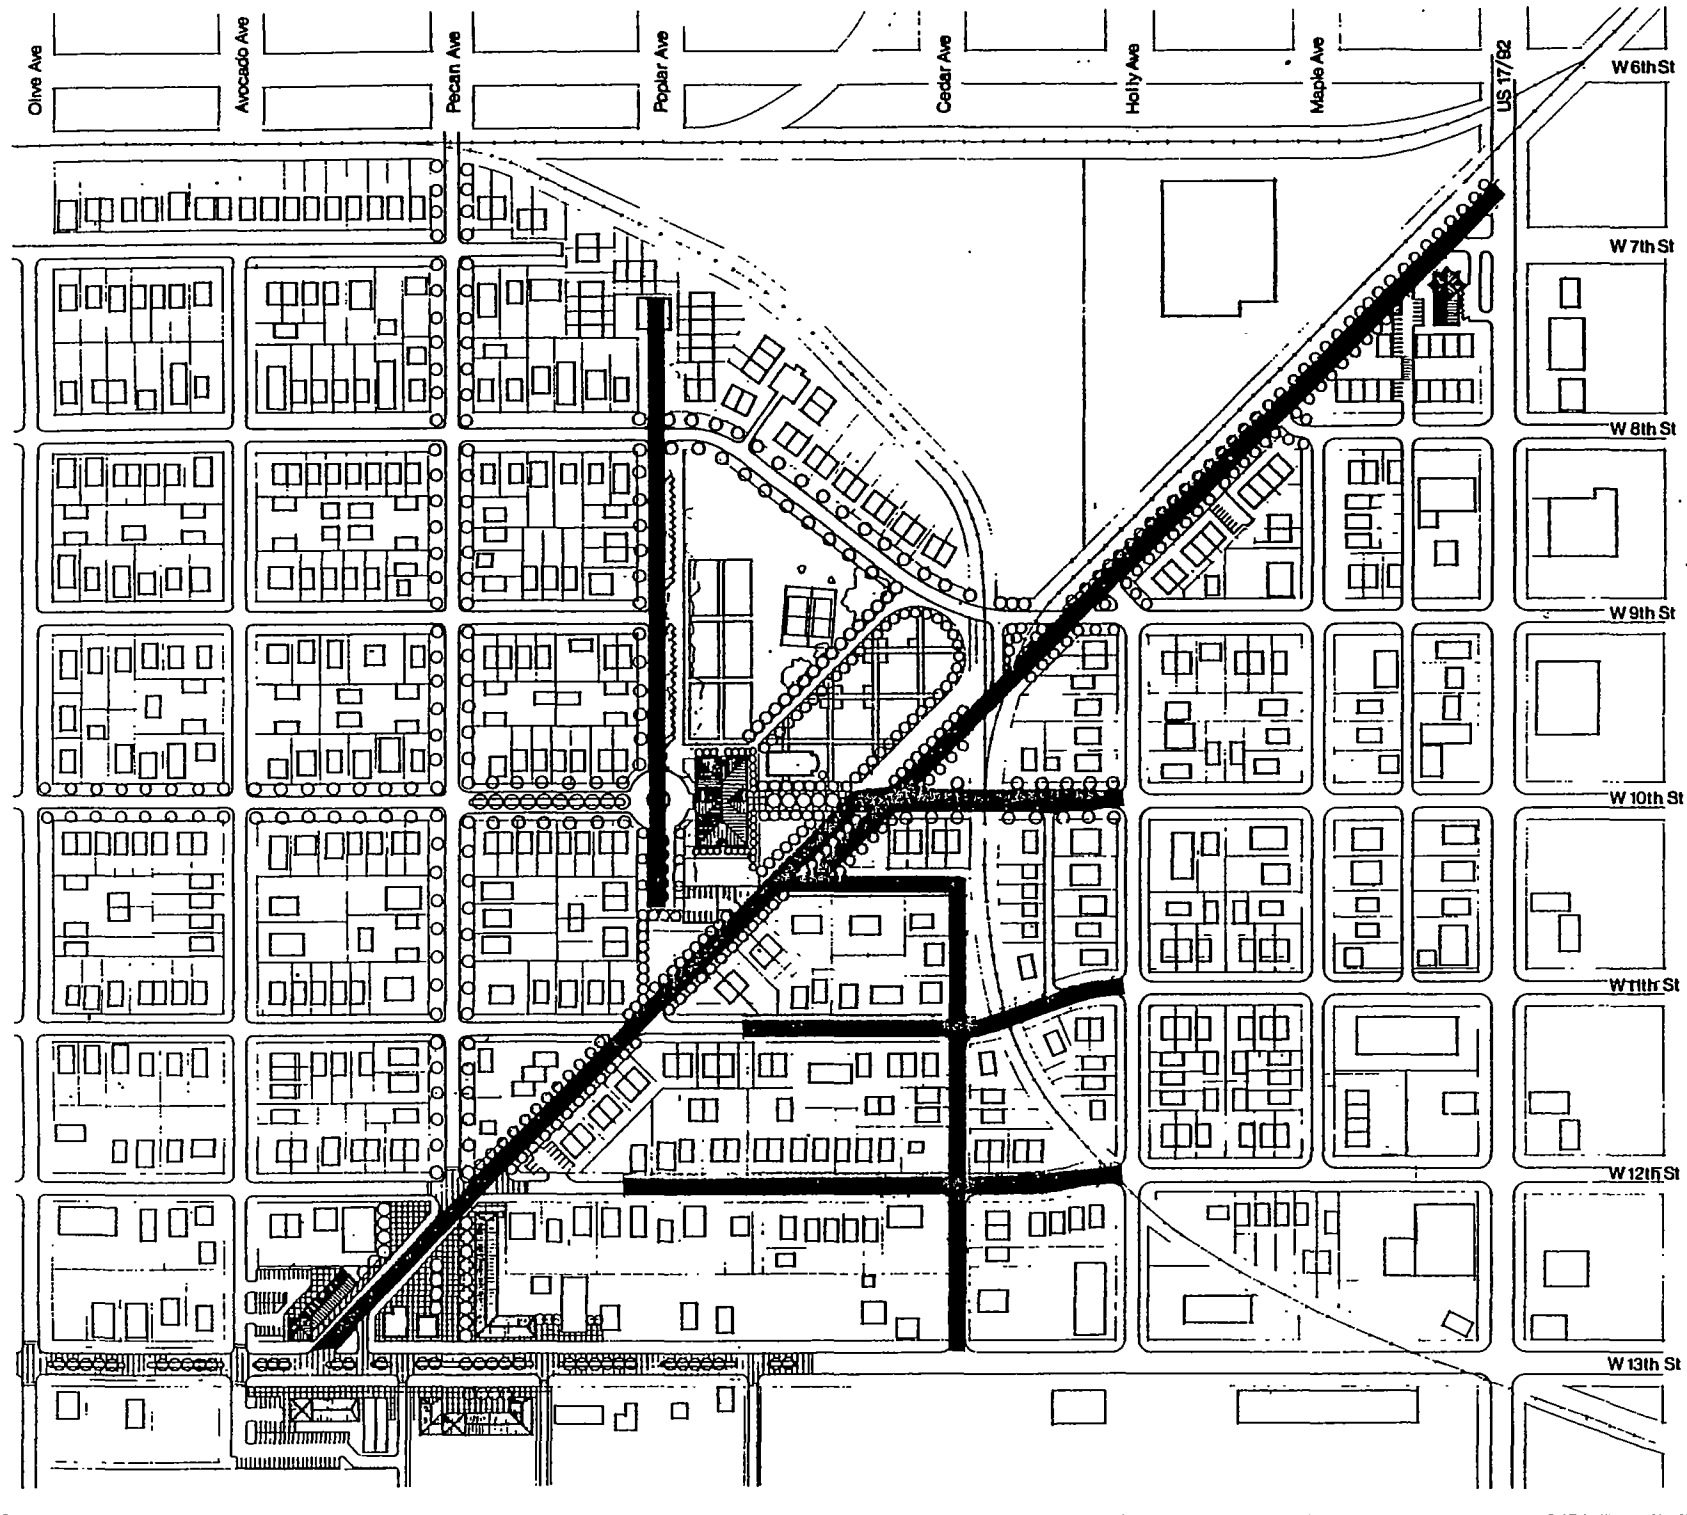 Olive Ave
Avocado Ave
Pecan Ave
Poplar Ave
Cedar Ave
Holly Ave
Maple Ave
US 17/92
W 6th St
W 7th St
W 8th St
W 9th St
W 10th St
W 11th St
W 12th St
W 13th St